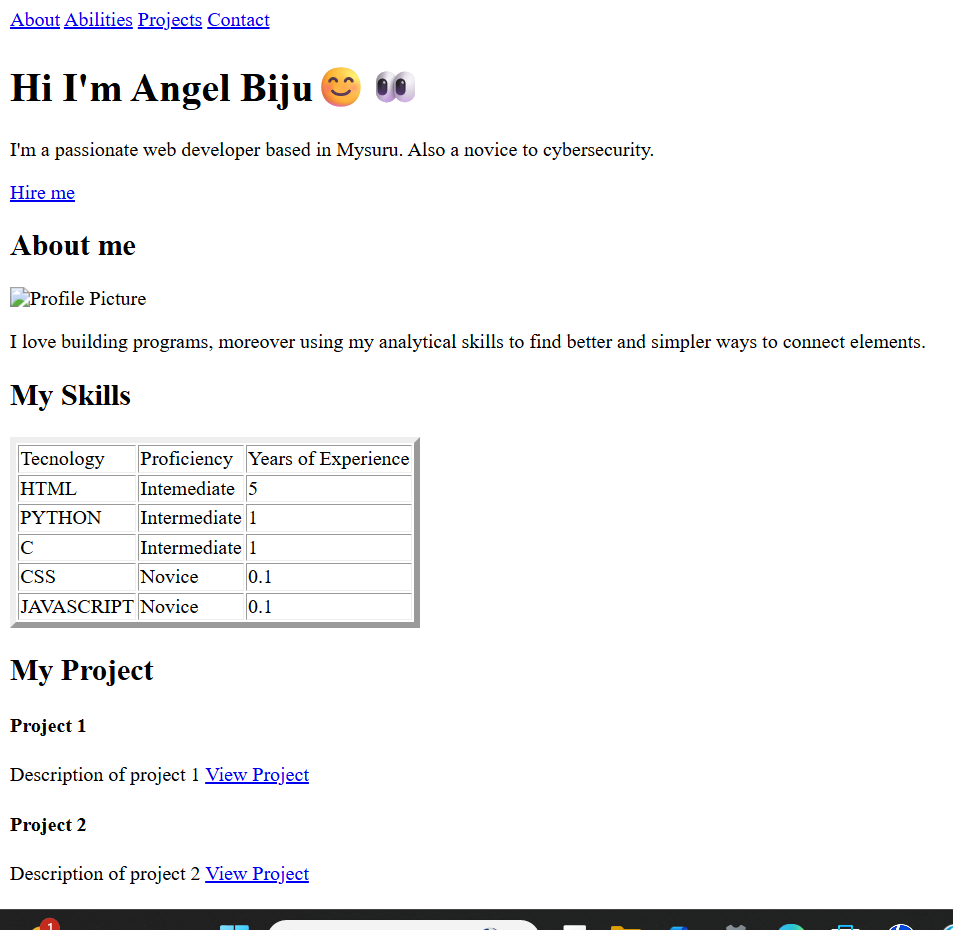 About Abilities Projects Contact
Hi I'm Angel Biju😊 👀
I'm a passionate web developer based in Mysuru. Also a novice to cybersecurity.
Hire me
About me
Profile Picture
I love building programs, moreover using my analytical skills to find better and simpler ways to connect elements.
My Skills
Tecnology Proficiency Years of Experience
HTML Intemediate 5
PYTHON Intermediate 1
C Intermediate 1
CSS Novice 0.1
JAVASCRIPT Novice 0.1
My Project
Project 1
Description of project 1 View Project
Project 2
Description of project 2 View Project
1